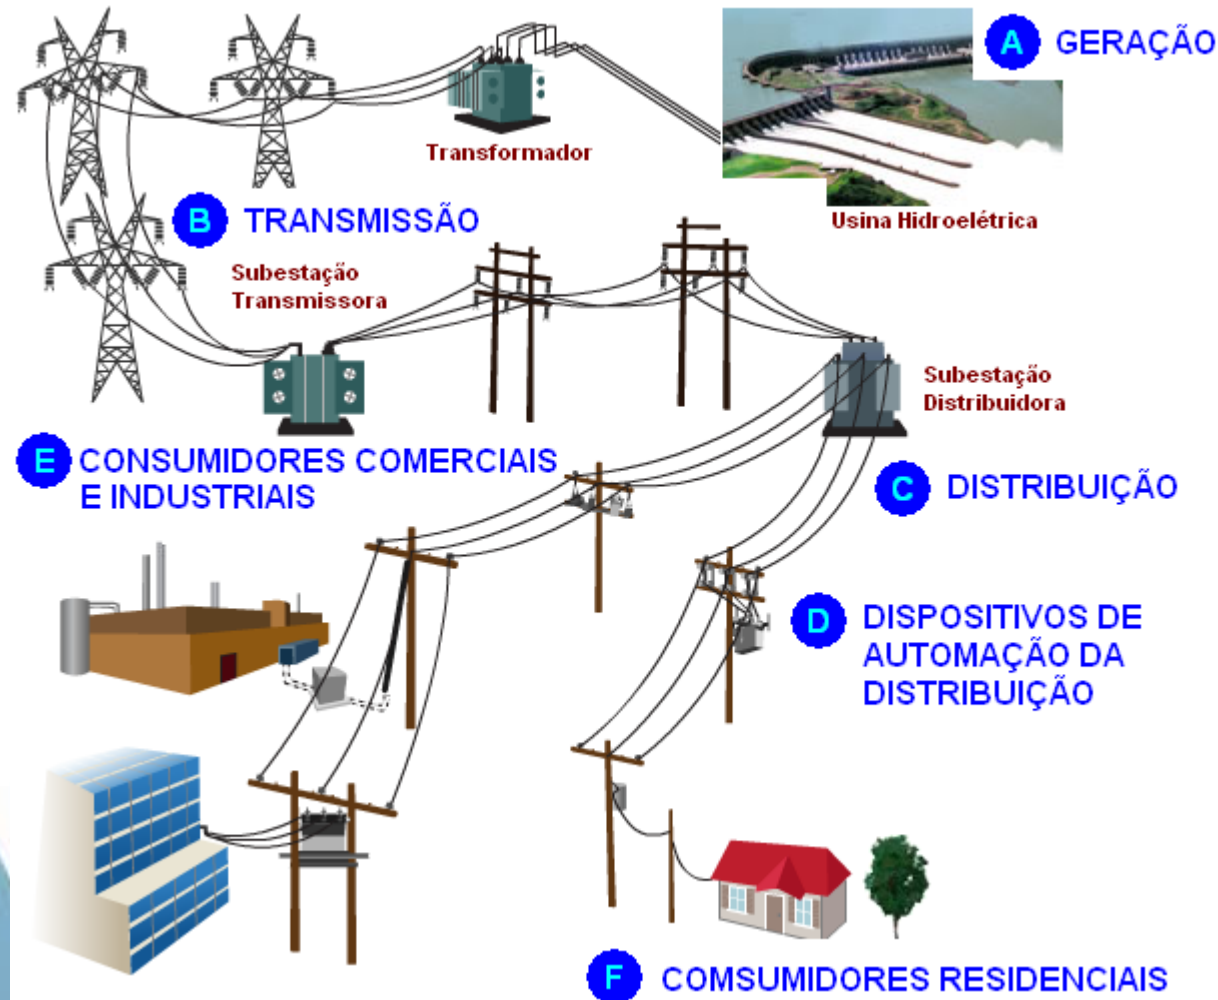 A GERAÇÃO
Transformador
Usina Hidroelétrica
B TRANSMISSÃO
Subestação
Transmissora
Subestação
Distribuidora
E CONSUMIDORES COMERCIAIS
E INDUSTRIAIS
C DISTRIBUIÇÃO
D DISPOSITIVOS DE
AUTOMAÇÃO DA
DISTRIBUIÇÃO
F COMSUMIDORES RESIDENCIAIS